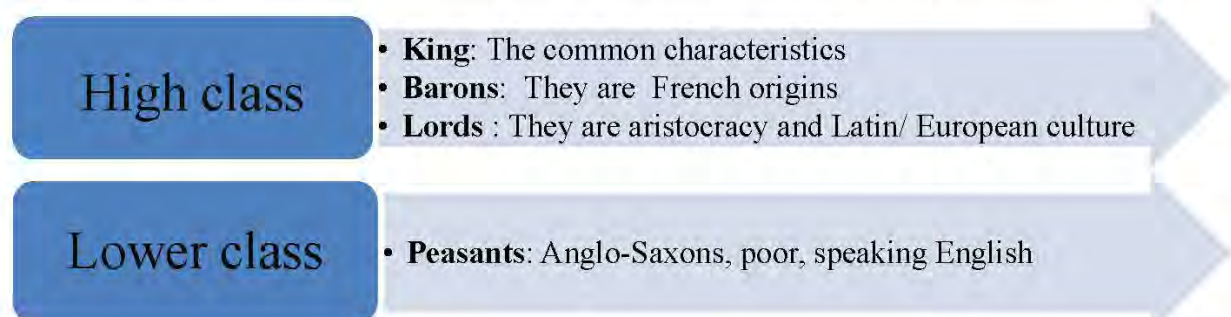 High class
• King: The common characteristics
• Barons: They are French origins
• Lords : They are aristocracy and Latin/ European culture
Lower class
• Peasants: Anglo-Saxons, poor, speaking English